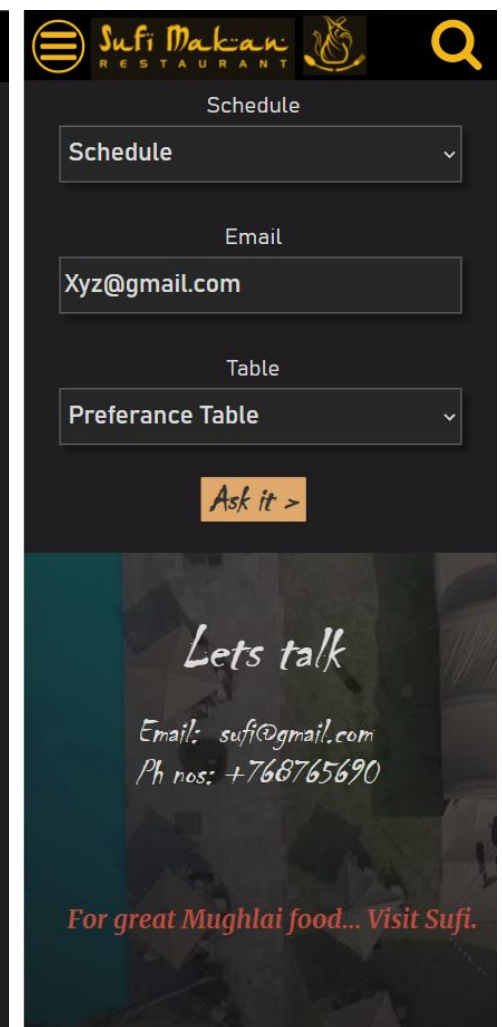 Sufi Makan
RESTAURANT
Schedule
Schedule
Email
Xyz@gmail.com
Table
Preferance Table
Ask it >
Lets talk
Email: sufi@gmail.com
Ph nos: +768765690
For great Mughlai food... Visit Sufi.